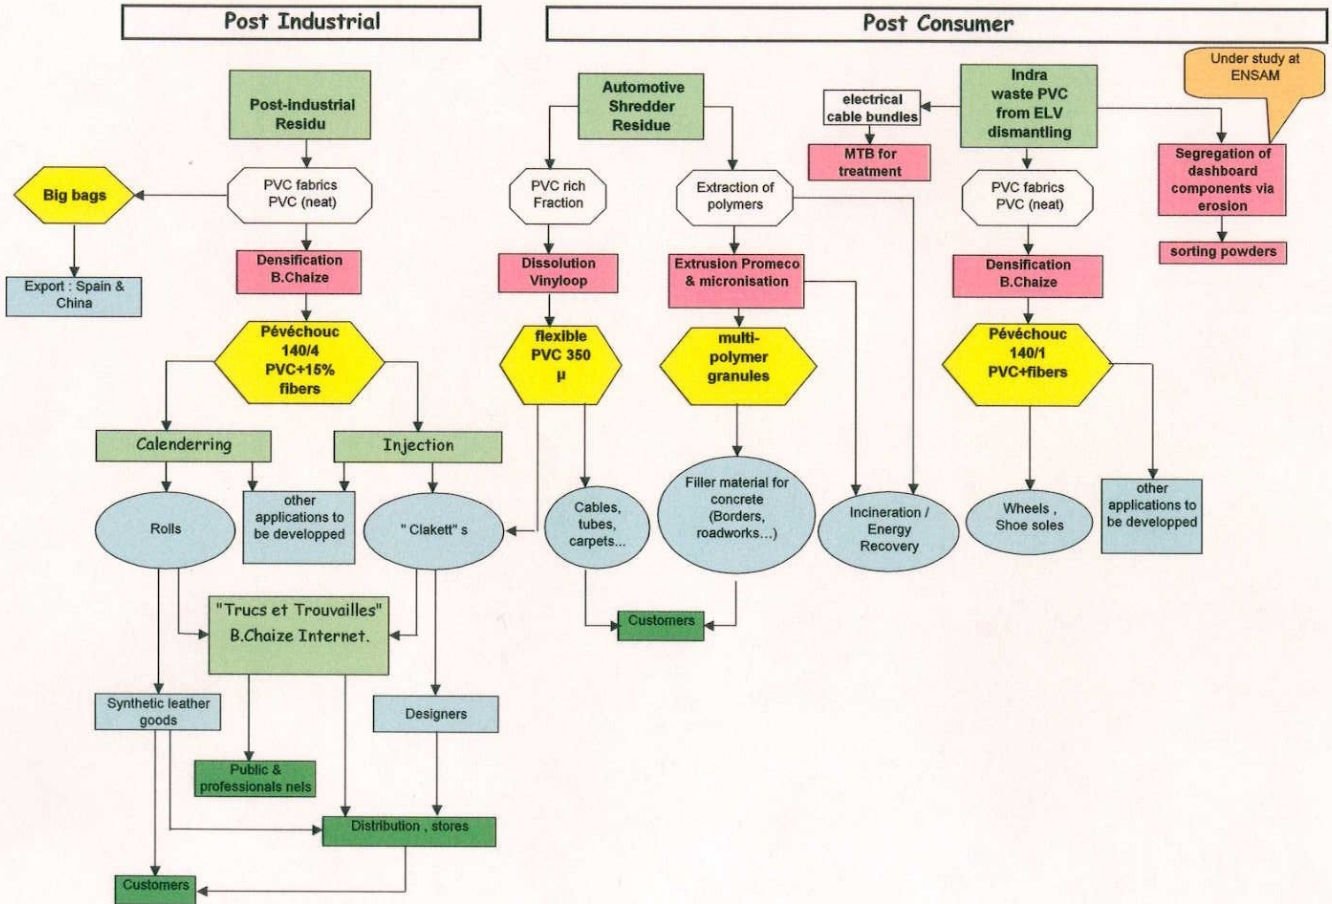 Post Industrial
Post Consumer
Under study at
ENSAM
Post-industrial
Residu
Automotive
Shredder
Residue
electrical
cable bundles
Indra
waste PVC
from ELV
dismantling
MTB for
treatment
Segregation of
dashboard
components via
erosion
Big bags
PVC fabrics
PVC (neat)
PVC rich
Fraction
Extraction of
polymers
PVC fabrics
PVC (neat)
sorting powders
Export : Spain &
China
Densification
B.Chaize
Dissolution
Vinyloop
Extrusion Promeco
& micronisation
Densification
B.Chaize
Pévéchouc
140/4
PVC+15%
fibers
flexible
PVC 350
µ
multi-
polymer
granules
Pévéchouc
140/1
PVC+fibers
Calenderring
Injection
Rolls
other
applications to
be developped
" Clakett" s
Cables,
tubes,
carpets...
Filler material for
concrete
(Borders,
roadworks...)
Incineration /
Energy
Recovery
Wheels ,
Shoe soles
other
applications to
be developped
"Trucs et Trouvailles"
B.Chaize Internet.
Customers
Synthetic leather
goods
Designers
Public &
professionals nels
Distribution , stores
Customers